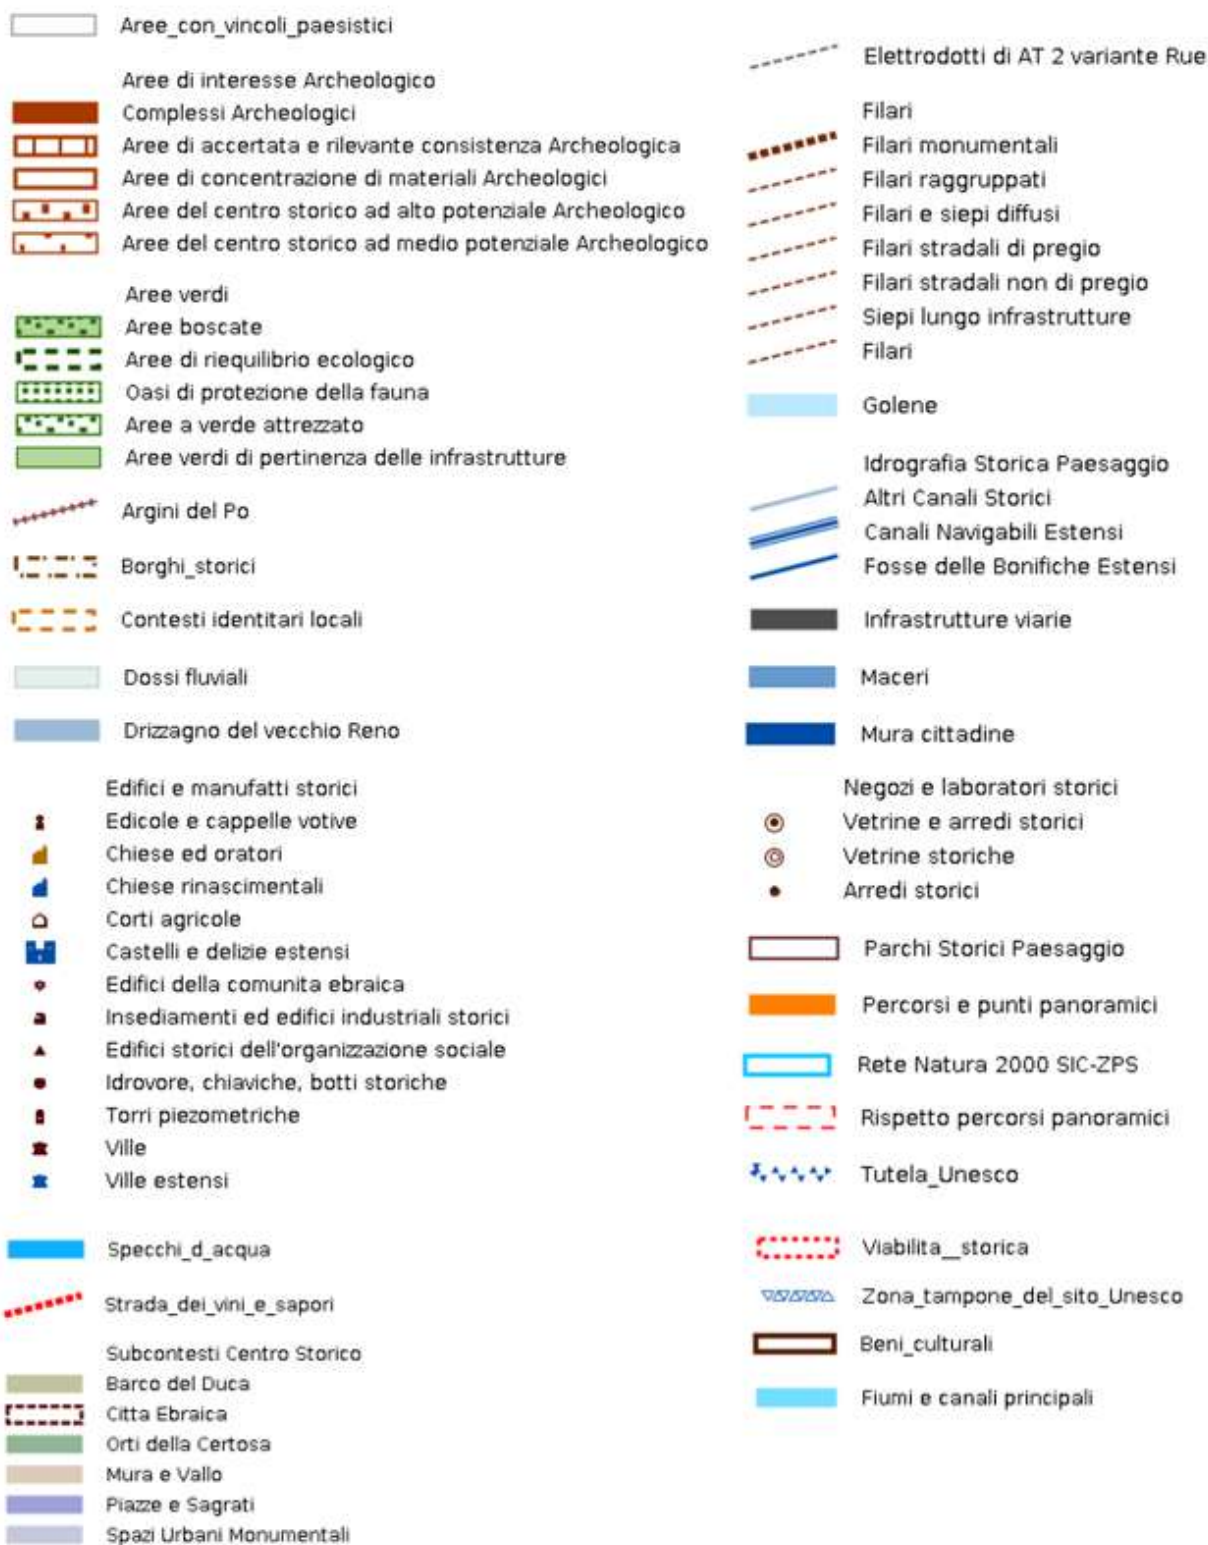 Aree_con_vincoli_paesistici
Aree di interesse Archeologico
Complessi Archeologici
Aree di accertata e rilevante consistenza Archeologica
Aree di concentrazione di materiali Archeologici
Aree del centro storico ad alto potenziale Archeologico
Aree del centro storico ad medio potenziale Archeologico
Aree verdi
Aree boscate
Aree di riequilibrio ecologico
Oasi di protezione della fauna
Aree a verde attrezzato
Aree verdi di pertinenza delle infrastrutture
Argini del Po
Borghi_storici
Contesti identitari locali
Dossi fluviali
Drizzagno del vecchio Reno
Edifici e manufatti storici
Edicole e cappelle votive
Chiese ed oratori
Chiese rinascimentali
Corti agricole
Castelli e delizie estensi
Edifici della comunita ebraica
Insediamenti ed edifici industriali storici
Edifici storici dell'organizzazione sociale
Idrovore, chiaviche, botti storiche
Torri piezometriche
Ville
Ville estensi
Specchi_d_acqua
Strada_dei_vini_e_sapori
Subcontesti Centro Storico
Barco del Duca
Citta Ebraica
Orti della Certosa
Mura e Vallo
Piazze e Sagrati
Spazi Urbani Monumentali
Elettrodotti di AT 2 variante Rue
Filari
Filari monumentali
Filari raggruppati
Filari e siepi diffusi
Filari stradali di pregio
Filari stradali non di pregio
Siepi lungo infrastrutture
Filari
Golene
Idrografia Storica Paesaggio
Altri Canali Storici
Canali Navigabili Estensi
Fosse delle Bonifiche Estensi
Infrastrutture viarie
Maceri
Mura cittadine
Negozi e laboratori storici
Vetrine e arredi storici
Vetrine storiche
Arredi storici
Parchi Storici Paesaggio
Percorsi e punti panoramici
Rete Natura 2000 SIC-ZPS
Rispetto percorsi panoramici
Tutela_Unesco
Viabilita__storica
Zona_tampone_del_sito_Unesco
Beni_culturali
Fiumi e canali principali